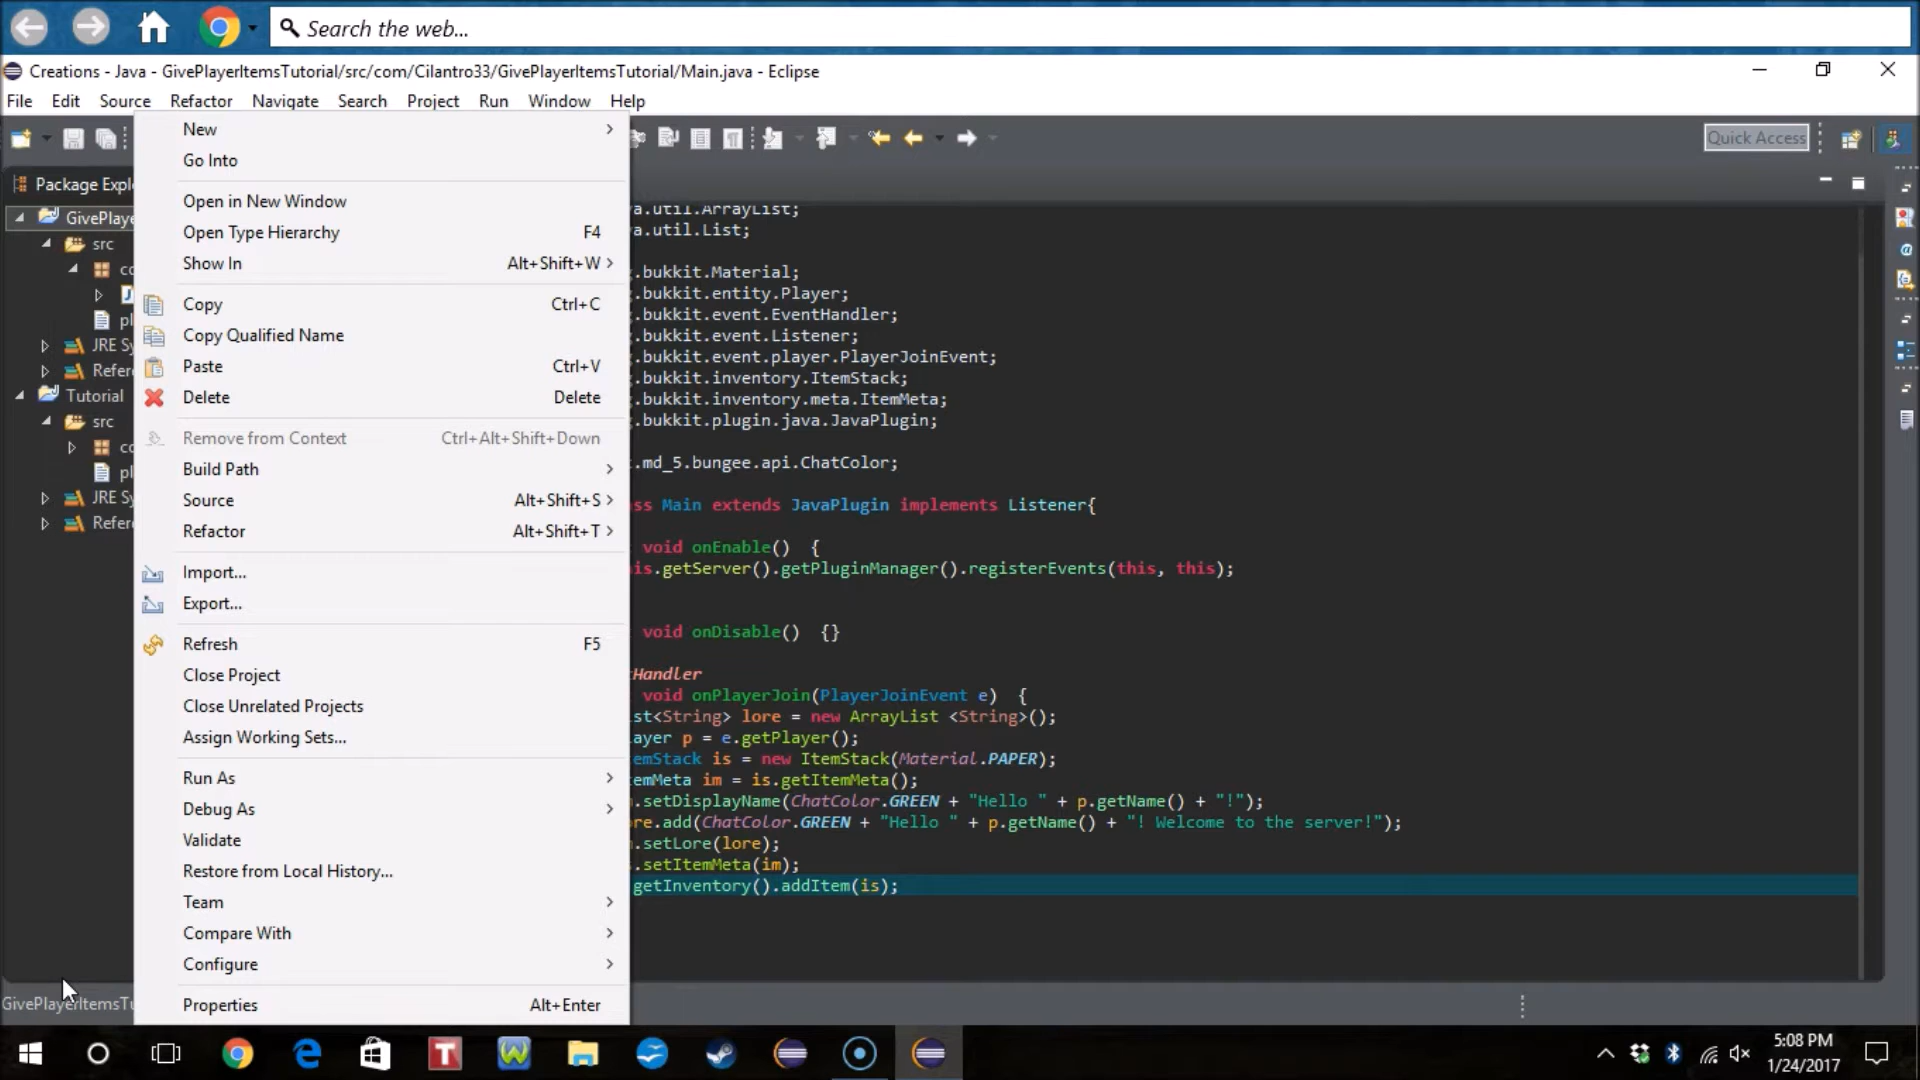 Search the web...
Creations - Java - GivePlayerItemsTutorial/src/com/Cilantro33/GivePlayerItemsTutorial/Main.java - Eclipse
File Edit Source Refactor Navigate Search Project Run Window Help
Quick Access
Package Expl
GivePlaye
src
co
pl
JRE Sy
Refere
Tutorial
src
co
pl
JRE Sy
Refere
New
Go Into
Open in New Window
Open Type Hierarchy F4
Show In Alt+Shift+W
Copy Ctrl+C
Copy Qualified Name
Paste Ctrl+V
Delete Delete
Remove from Context Ctrl+Alt+Shift+Down
Build Path
Source Alt+Shift+S
Refactor Alt+Shift+T
Import...
Export...
Refresh F5
Close Project
Close Unrelated Projects
Assign Working Sets...
Run As
Debug As
Validate
Restore from Local History...
Team
Compare With
Configure
Properties Alt+Enter
a.util.ArrayList;
a.util.List;
.bukkit.Material;
.bukkit.entity.Player;
.bukkit.event.EventHandler;
.bukkit.event.Listener;
.bukkit.event.player.PlayerJoinEvent;
.bukkit.inventory.ItemStack;
.bukkit.inventory.meta.ItemMeta;
.bukkit.plugin.java.JavaPlugin;
.md_5.bungee.api.ChatColor;
ss Main extends JavaPlugin implements Listener{
void onEnable() {
is.getServer().getPluginManager().registerEvents(this, this);
void onDisable() {}
Handler
void onPlayerJoin(PlayerJoinEvent e) {
st<String> lore = new ArrayList <String>();
ayer p = e.getPlayer();
emStack is = new ItemStack(Material.PAPER);
emMeta im = is.getItemMeta();
.setDisplayName(ChatColor.GREEN + "Hello " + p.getName() + "!");
re.add(ChatColor.GREEN + "Hello " + p.getName() + "! Welcome to the server!");
.setLore(lore);
.setItemMeta(im);
getInventory().addItem(is);
GivePlayerItemsTu
5:08 PM
1/24/2017